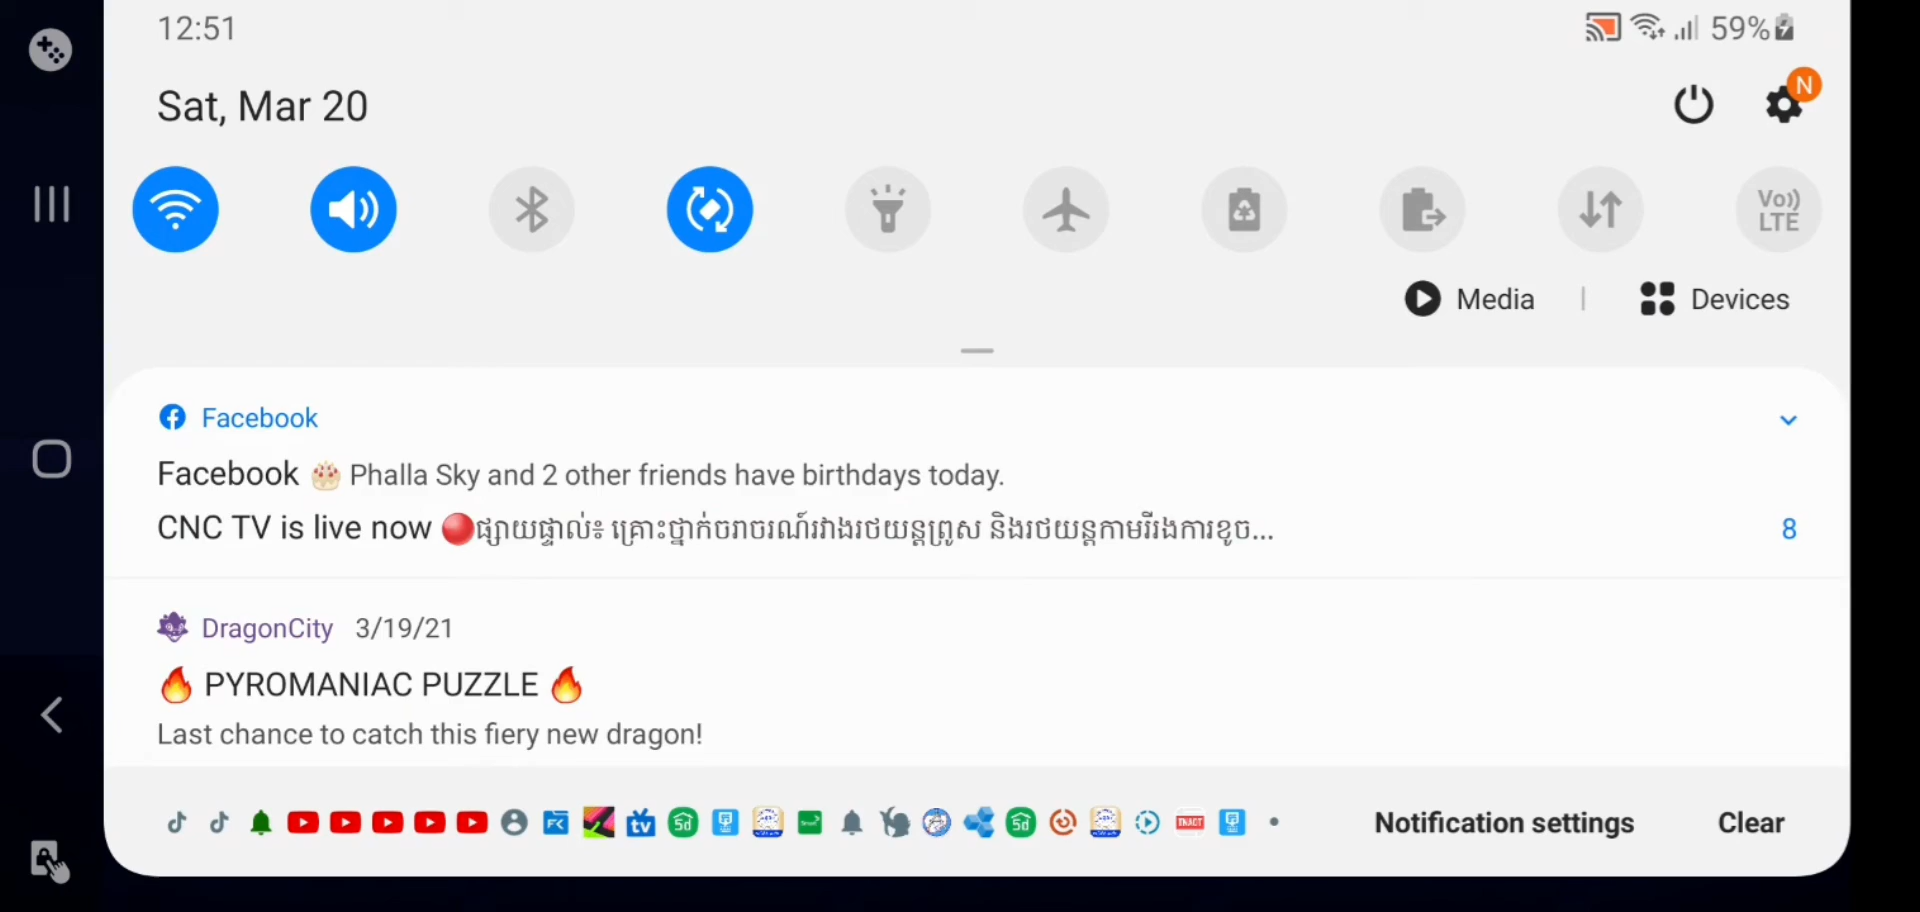 12:51
59%
Sat, Mar 20
N
Vo)) LTE
Media
Devices
Facebook
Facebook 🎂 Phalla Sky and 2 other friends have birthdays today.
CNC TV is live now 🔴ផ្សាយផ្ទាល់៖ គ្រោះថ្នាក់ចរាចរណ៍រវាងរថយន្តព្រូស និងរថយន្តកាមរីរងការខូច...
8
DragonCity 3/19/21
🔥 PYROMANIAC PUZZLE 🔥
Last chance to catch this fiery new dragon!
FK
tv
5d
5d
Notification settings
Clear